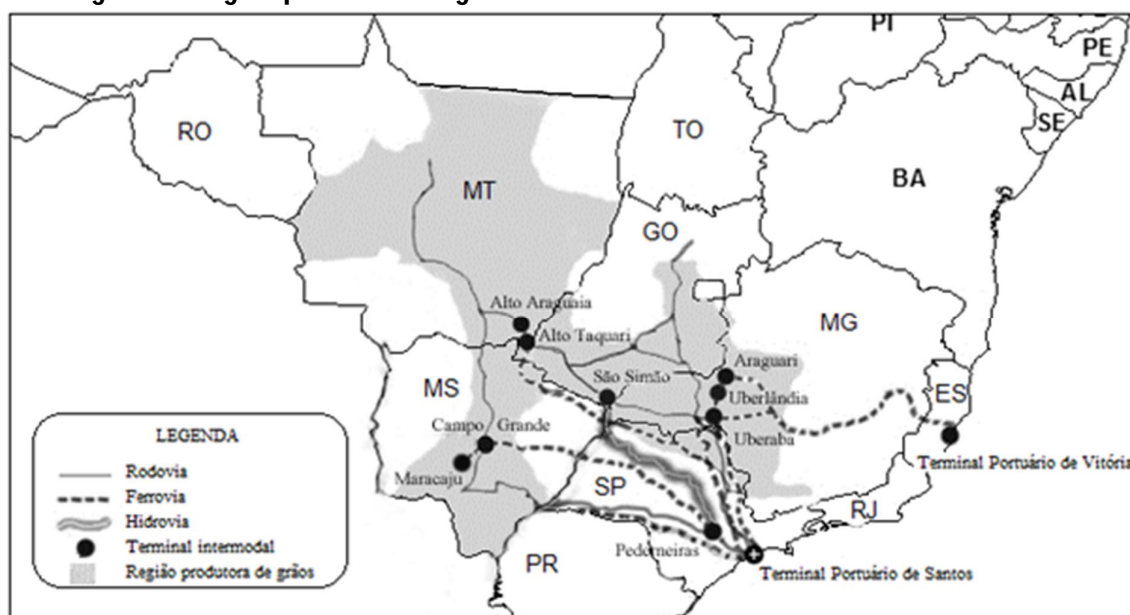 PI
PE
AL
SE
RO
TO
MT
BA
GO
Alto Araguaia
MG
Alto Taquari
Araguari
MS
São Simão
ES
Uberlândia
Campo Grande
Uberaba
Terminal Portuário de Vitória
Maracaju
SP
RJ
Pederneiras
PR
Terminal Portuário de Santos
LEGENDA
Rodovia
Ferrovia
Hidrovia
Terminal intermodal
Região produtora de grãos